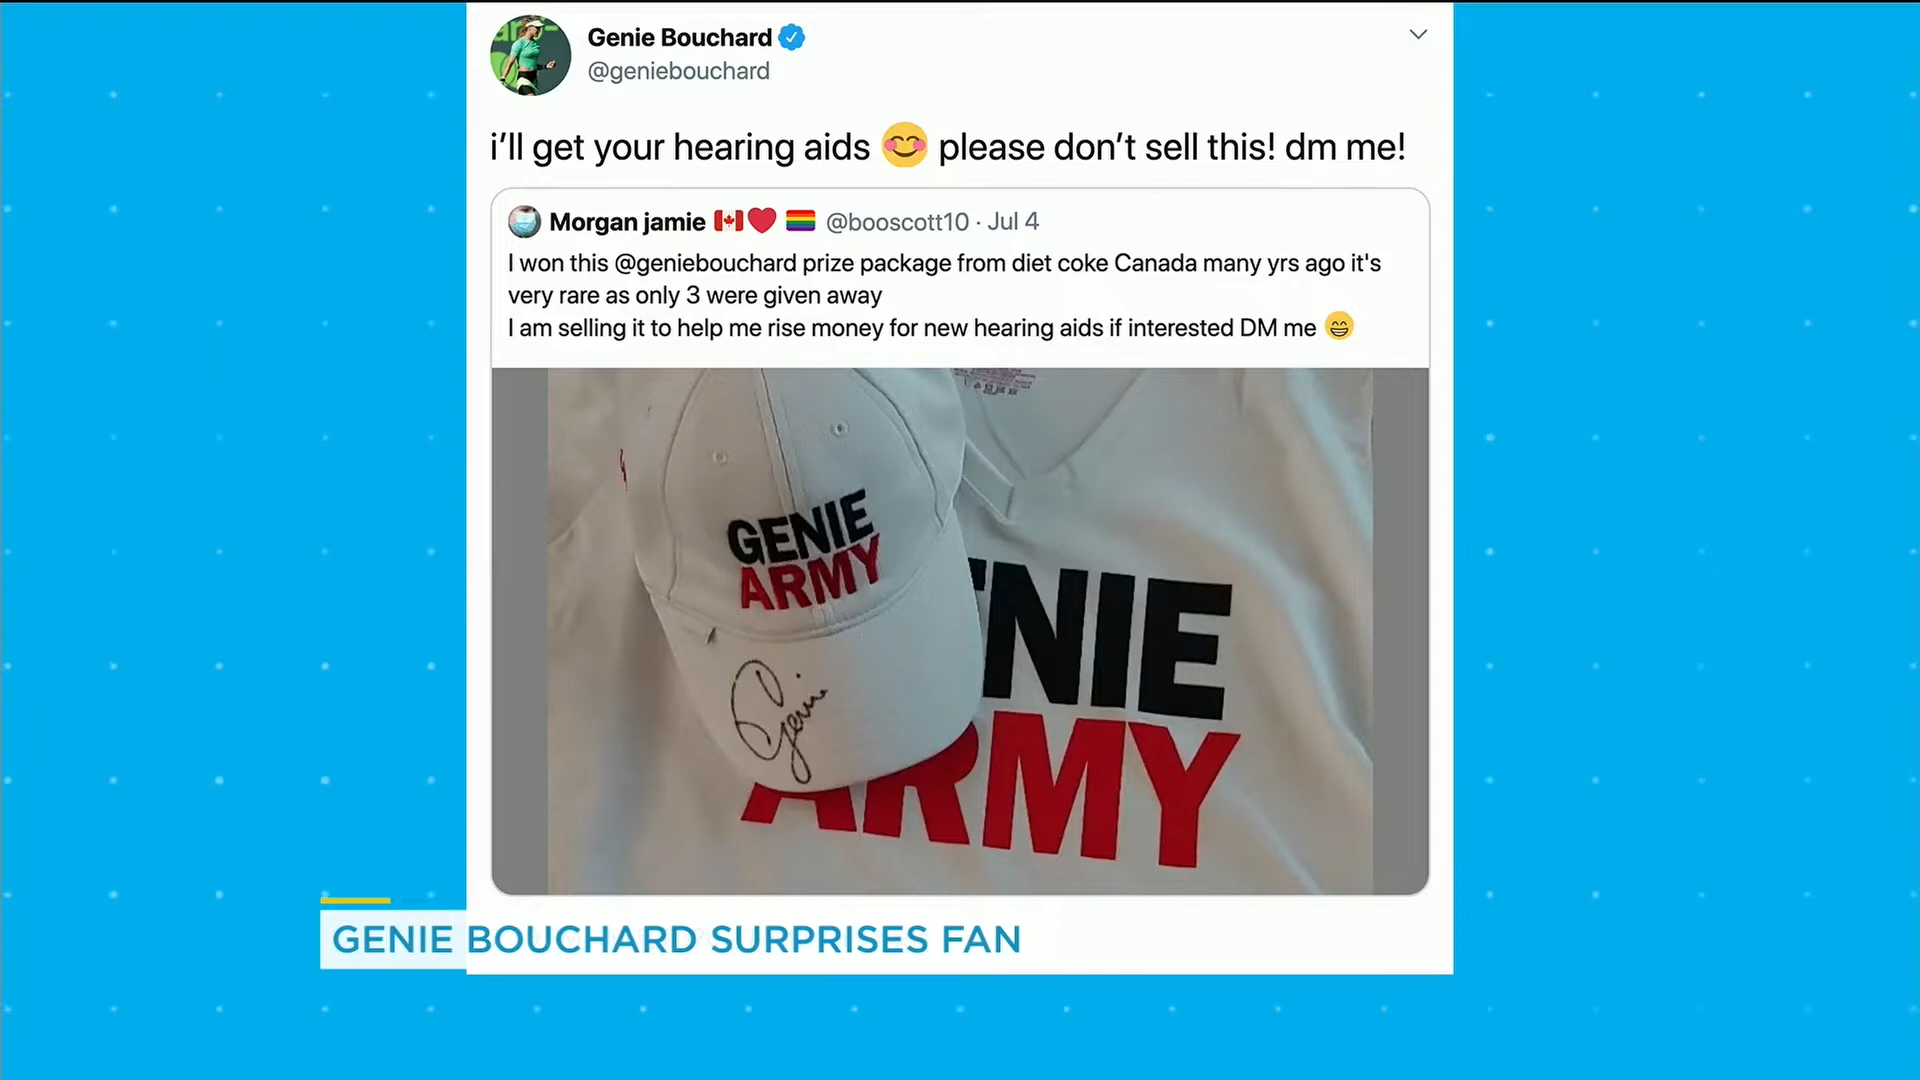 Genie Bouchard
@geniebouchard
i'll get your hearing aids 😊 please don't sell this! dm me!
Morgan jamie 🇨🇦❤️ 🏳️‍🌈 @booscott10 · Jul 4
I won this @geniebouchard prize package from diet coke Canada many yrs ago it's
very rare as only 3 were given away
I am selling it to help me rise money for new hearing aids if interested DM me 😁
GENIE
ARMY
Genie
NIE
ARMY
GENIE BOUCHARD SURPRISES FAN